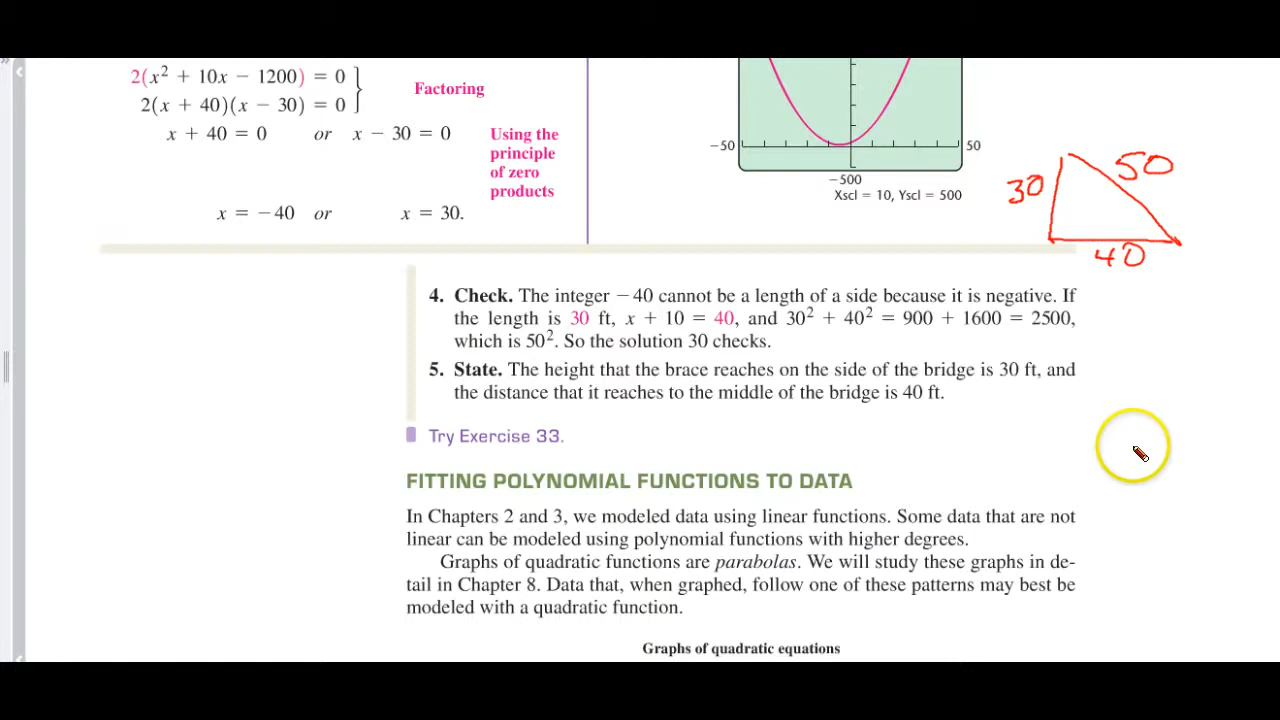 2(x² + 10x − 1200) = 0
2(x + 40)(x − 30) = 0
Factoring
x + 40 = 0 or x − 30 = 0
Using the
principle
of zero
products
x = −40 or x = 30.
−50
50
−500
Xscl = 10, Yscl = 500
30
50
40
4. Check. The integer −40 cannot be a length of a side because it is negative. If
the length is 30 ft, x + 10 = 40, and 30² + 40² = 900 + 1600 = 2500,
which is 50². So the solution 30 checks.
5. State. The height that the brace reaches on the side of the bridge is 30 ft, and
the distance that it reaches to the middle of the bridge is 40 ft.
Try Exercise 33.
FITTING POLYNOMIAL FUNCTIONS TO DATA
In Chapters 2 and 3, we modeled data using linear functions. Some data that are not
linear can be modeled using polynomial functions with higher degrees.
Graphs of quadratic functions are parabolas. We will study these graphs in de-
tail in Chapter 8. Data that, when graphed, follow one of these patterns may best be
modeled with a quadratic function.
Graphs of quadratic equations